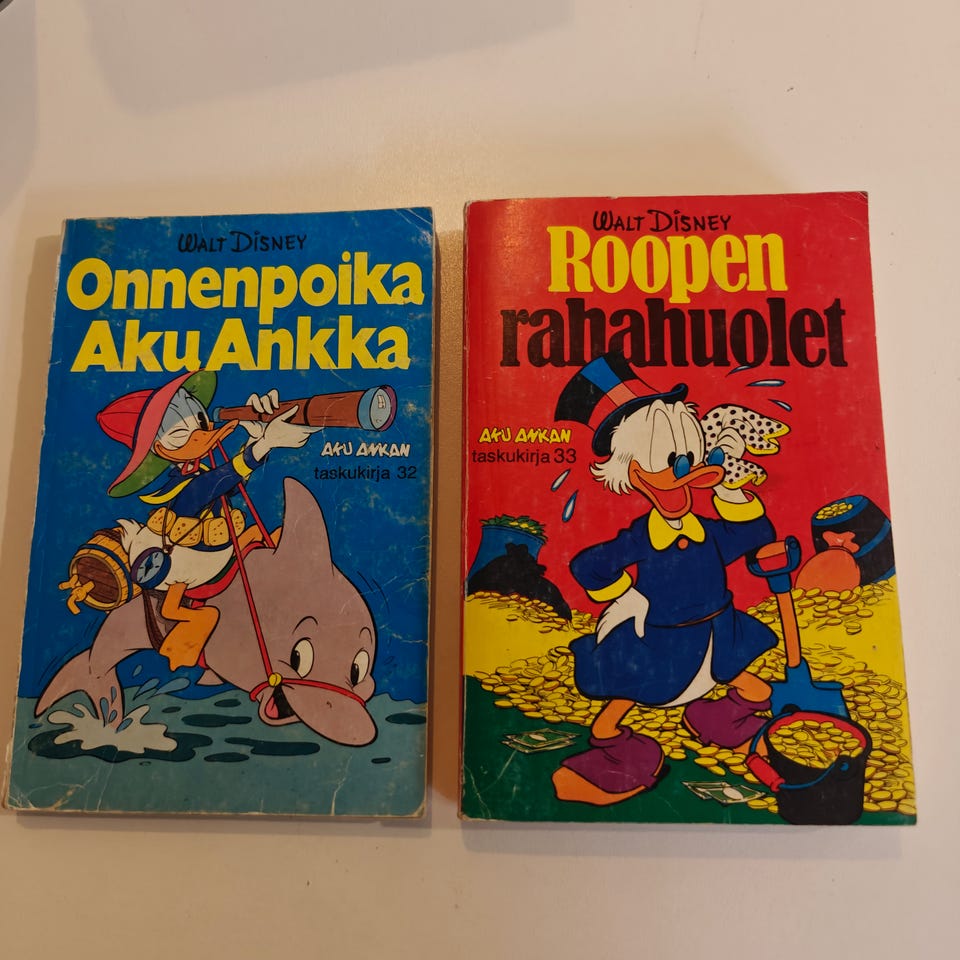 WALT DISNEY
Onnenpoika
Aku Ankka
AKU ANKAN
taskukirja 32
WALT DISNEY
Roopen
rahahuolet
AKU ANKAN
taskukirja 33